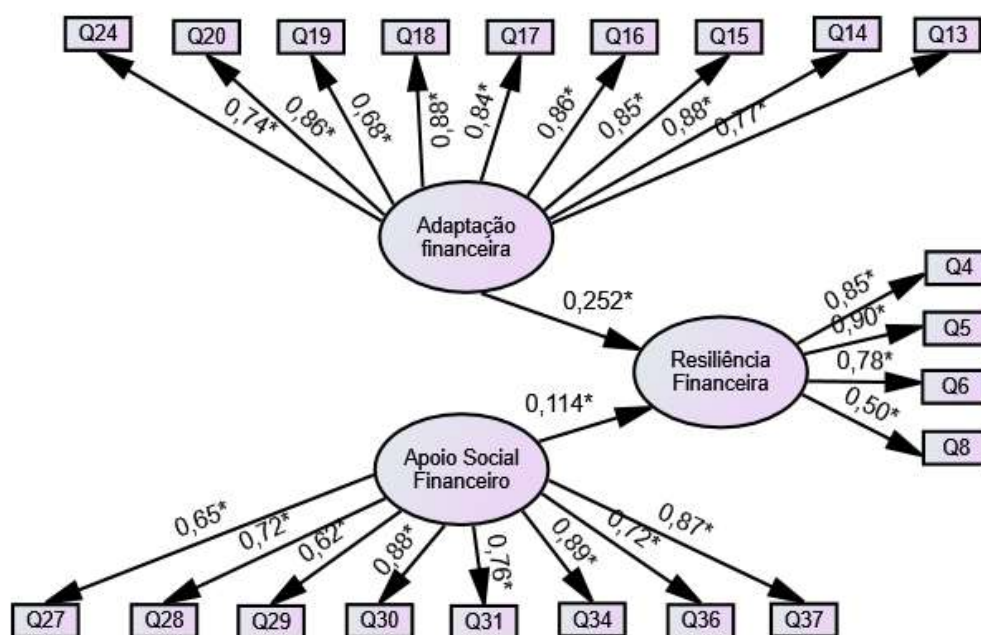 Q24 Q20 Q19 Q18 Q17 Q16 Q15 Q14 Q13
0,74* 0,86* 0,68* 0,88* 0,84* 0,86* 0,85* 0,88* 0,77*
Adaptação
financeira
0,252*
Q4
0,85*
Q5
0,90*
Resiliência
Financeira
0,78*
Q6
0,50*
Q8
0,114*
Apoio Social
Financeiro
0,65* 0,72* 0,62* 0,88* 0,76* 0,89* 0,72* 0,87*
Q27 Q28 Q29 Q30 Q31 Q34 Q36 Q37